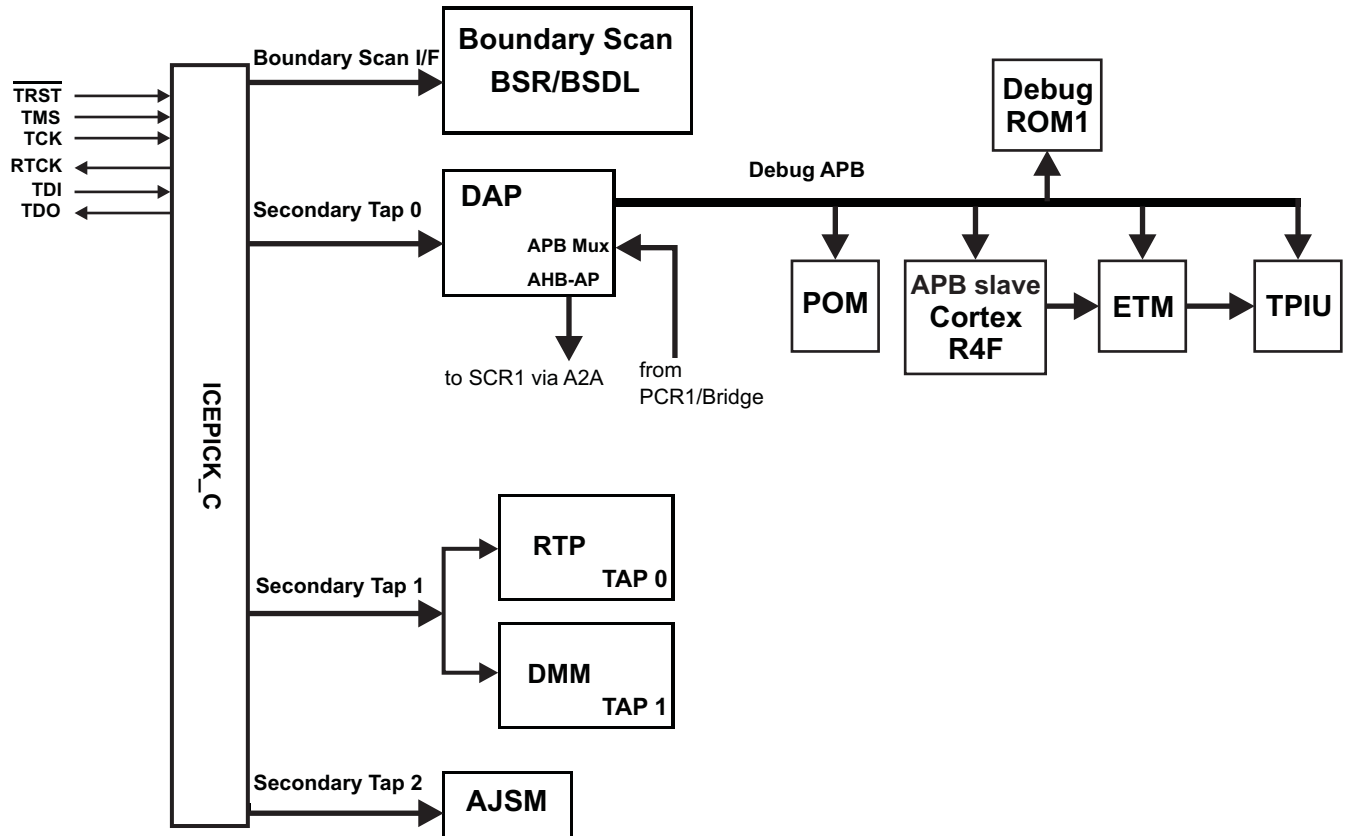 Boundary Scan I/F
Boundary Scan
BSR/BSDL
TRST
TMS
TCK
RTCK
TDI
TDO
ICEPICK_C
Secondary Tap 0
DAP
APB Mux
AHB-AP
to SCR1 via A2A
from
PCR1/Bridge
Debug APB
Debug
ROM1
POM
APB slave
Cortex
R4F
ETM
TPIU
Secondary Tap 1
RTP
TAP 0
DMM
TAP 1
Secondary Tap 2
AJSM